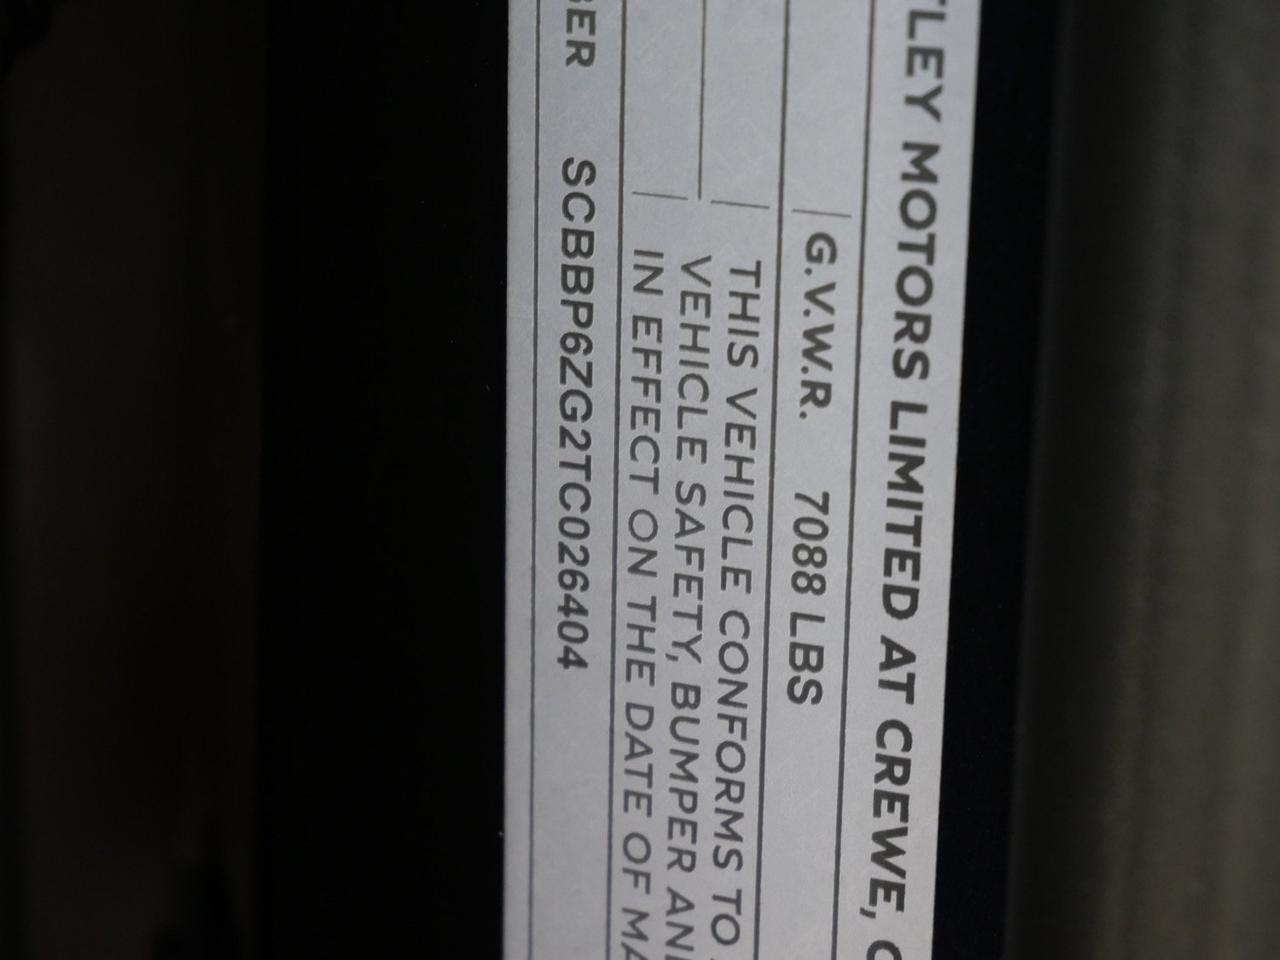 TLEY MOTORS LIMITED AT CREWE, C
G.V.W.R. 7088 LBS
THIS VEHICLE CONFORMS TO
VEHICLE SAFETY, BUMPER AN
IN EFFECT ON THE DATE OF MA
BER SCBBP6ZG2TC026404